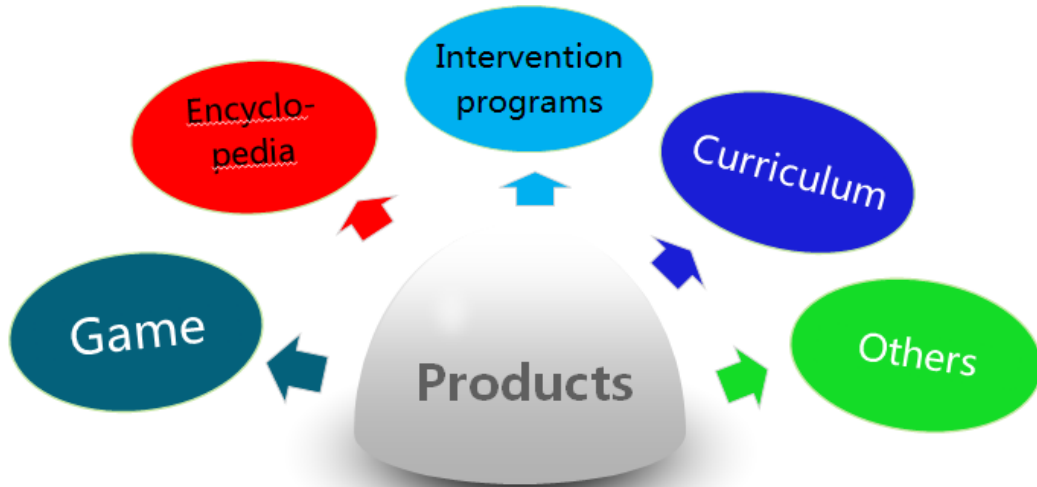 Intervention
programs
Encyclo-
pedia
Curriculum
Game
Others
Products